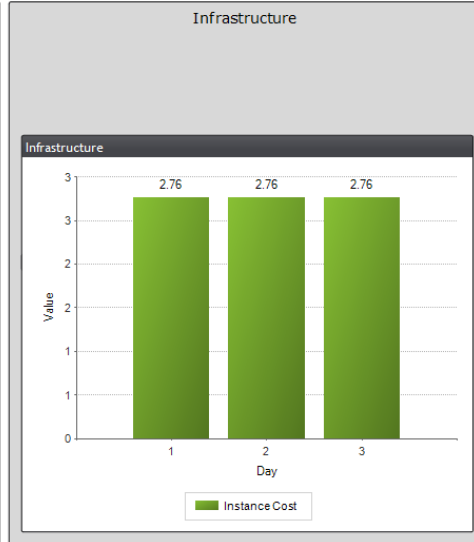 Infrastructure
Infrastructure
3
2.76 2.76 2.76
3
2
2
1
1
0
Value
1 2 3
Day
Instance Cost